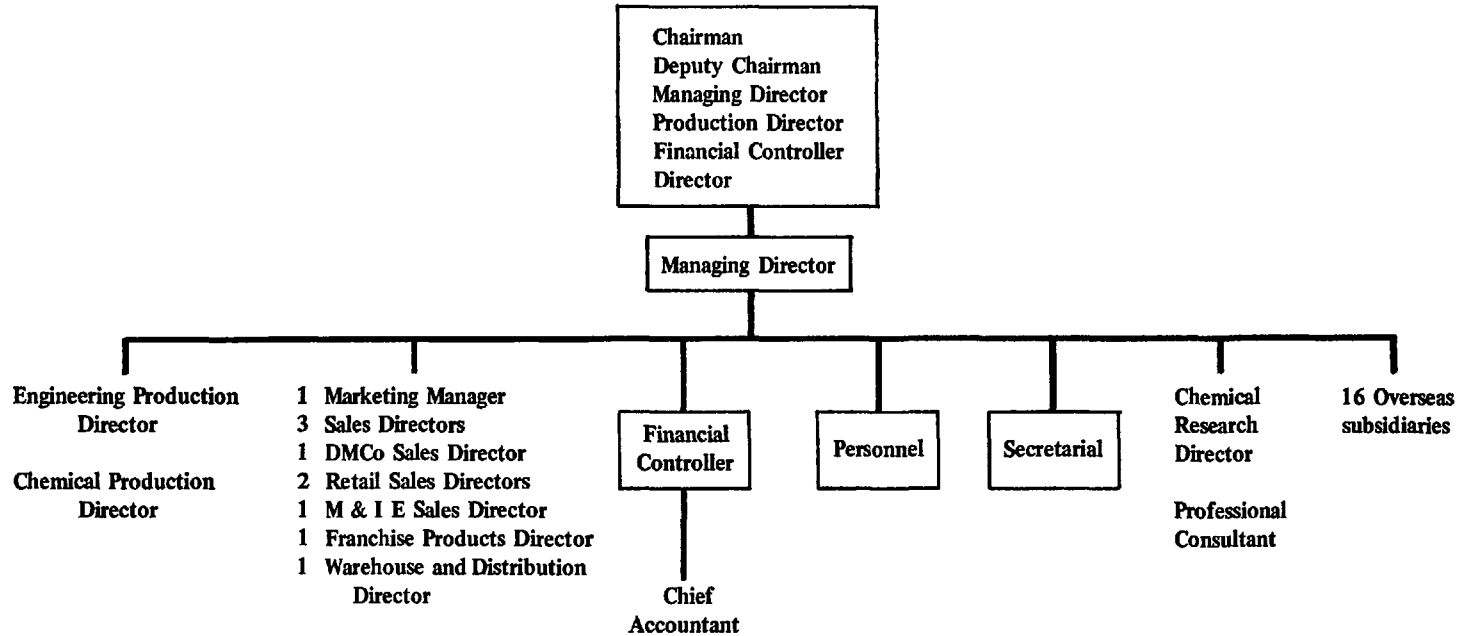 Chairman
Deputy Chairman
Managing Director
Production Director
Financial Controller
Director
Managing Director
Engineering Production
Director
Chemical Production
Director
1 Marketing Manager
3 Sales Directors
1 DMCo Sales Director
2 Retail Sales Directors
1 M & I E Sales Director
1 Franchise Products Director
1 Warehouse and Distribution
Director
Financial
Controller
Chief
Accountant
Personnel
Secretarial
Chemical
Research
Director
Professional
Consultant
16 Overseas
subsidiaries